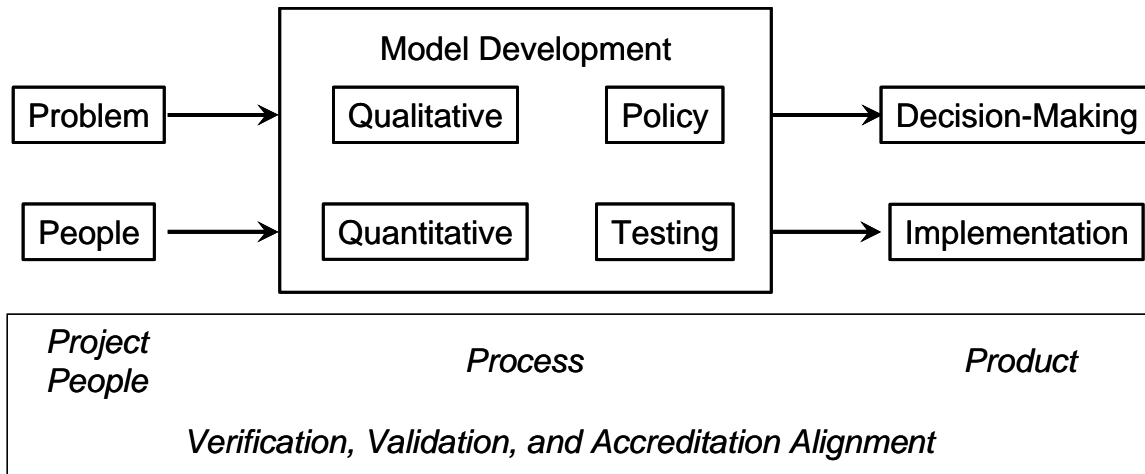 Model Development
Problem
Qualitative
Policy
Decision-Making
People
Quantitative
Testing
Implementation
Project
People
Process
Product
Verification, Validation, and Accreditation Alignment